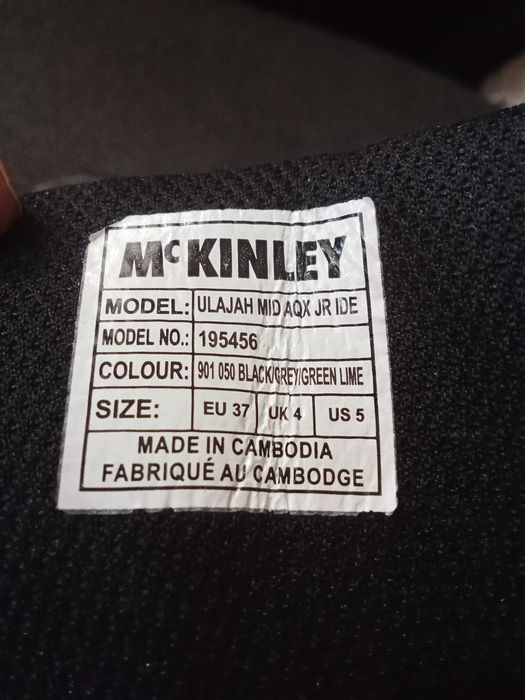 McKINLEY
MODEL: ULAJAH MID AQX JR IDE
MODEL NO.: 195456
COLOUR: 901 050 BLACK/GREY/GREEN LIME
SIZE: EU 37 UK 4 US 5
MADE IN CAMBODIA
FABRIQUÉ AU CAMBODGE